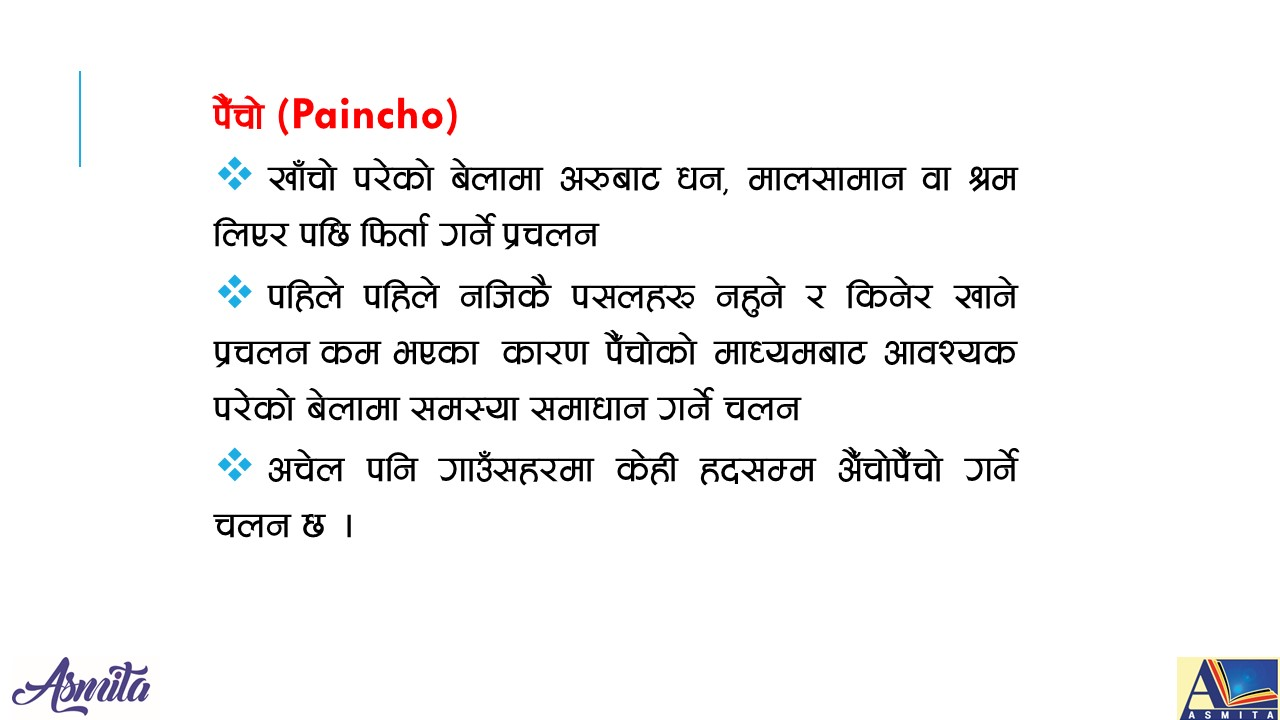 पैँचो (Paincho)
❖ खाँचो परेको बेलामा अरुबाट धन, मालसामान वा श्रम
लिएर पछि फिर्ता गर्ने प्रचलन
❖ पहिले पहिले नजिकै पसलहरू नहुने र किनेर खाने
प्रचलन कम भएका कारण पैँचोको माध्यमबाट आवश्यक
परेको बेलामा समस्या समाधान गर्ने चलन
❖ अचेल पनि गाउँसहरमा केही हदसम्म अैँचोपैँचो गर्ने
चलन छ ।
Asmita
ASMITA